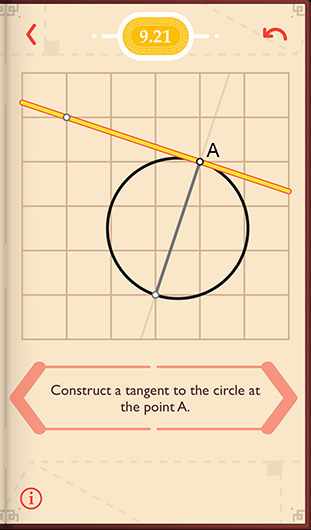 9.21
A
Construct a tangent to the circle at
the point A.
i